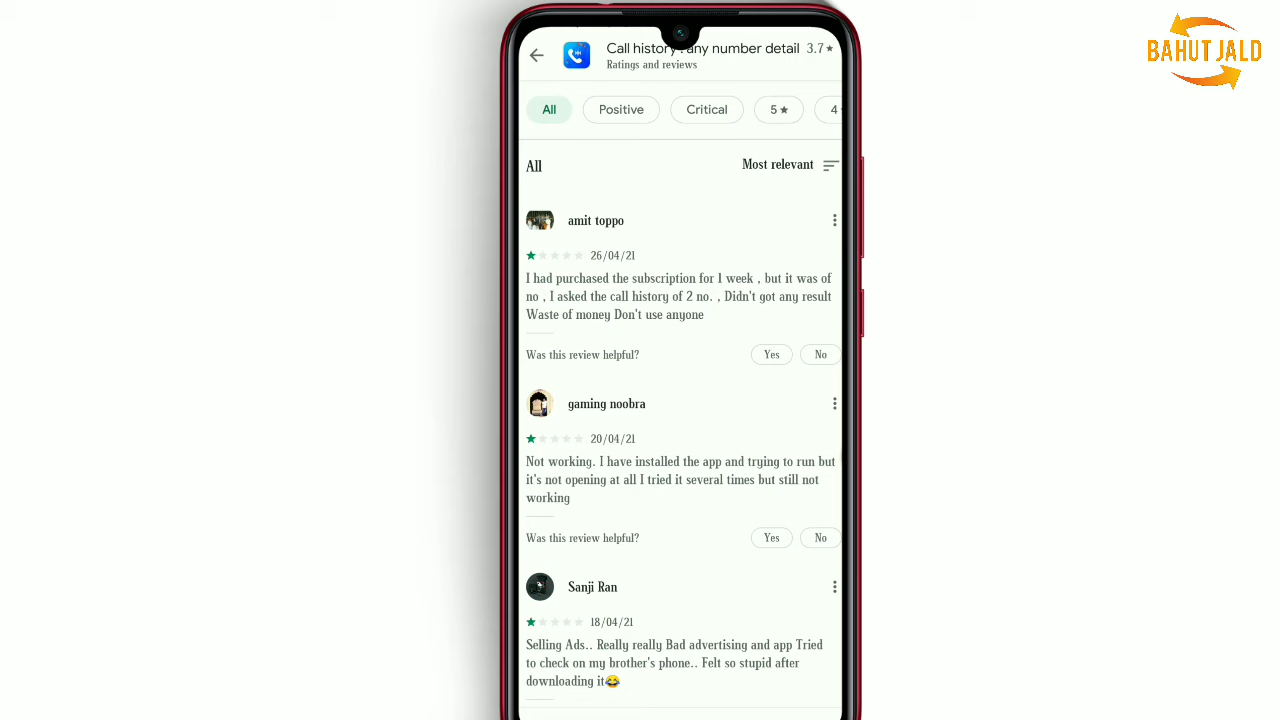 BAHUT JALD
Call history : any number detail 3.7★
Ratings and reviews
All Positive Critical 5★ 4
All Most relevant
amit toppo
26/04/21
I had purchased the subscription for 1 week , but it was of
no , I asked the call history of 2 no. , Didn't got any result
Waste of money Don't use anyone
Was this review helpful? Yes No
gaming noobra
20/04/21
Not working. I have installed the app and trying to run but
it's not opening at all I tried it several times but still not
working
Was this review helpful? Yes No
Sanji Ran
18/04/21
Selling Ads.. Really really Bad advertising and app Tried
to check on my brother's phone.. Felt so stupid after
downloading it😂